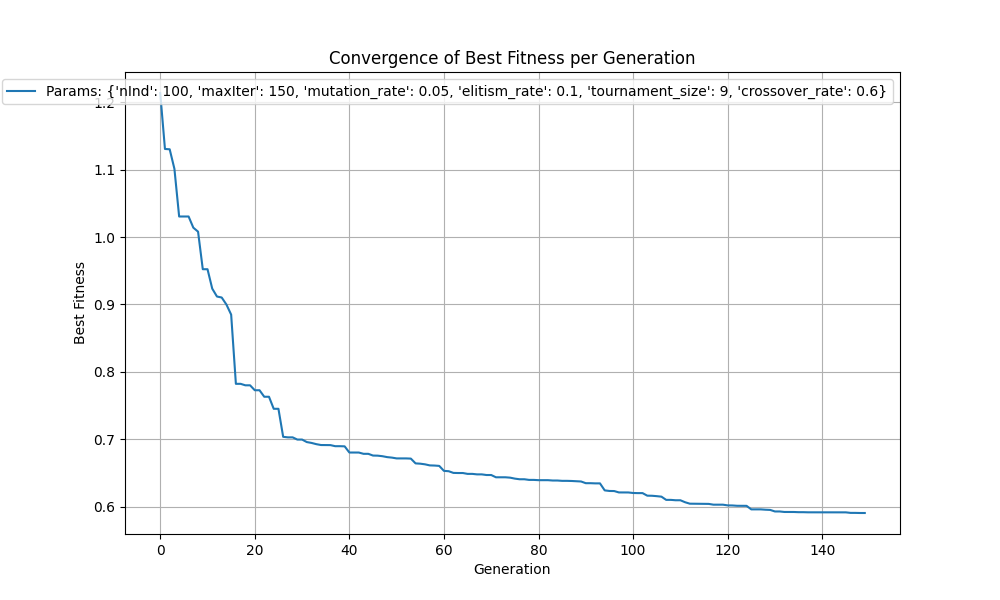 Convergence of Best Fitness per Generation
Params: {'nInd': 100, 'maxIter': 150, 'mutation_rate': 0.05, 'elitism_rate': 0.1, 'tournament_size': 9, 'crossover_rate': 0.6}
1.2
1.1
1.0
0.9
0.8
0.7
0.6
Best Fitness
0 20 40 60 80 100 120 140
Generation